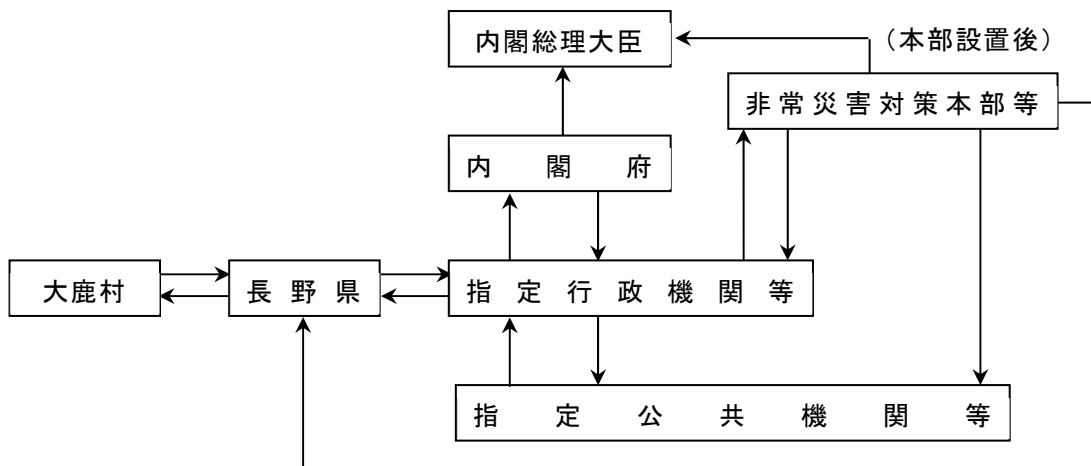 内閣総理大臣
（本部設置後）
非常災害対策本部等
内閣府
大鹿村
長野県
指定行政機関等
指定公共機関等